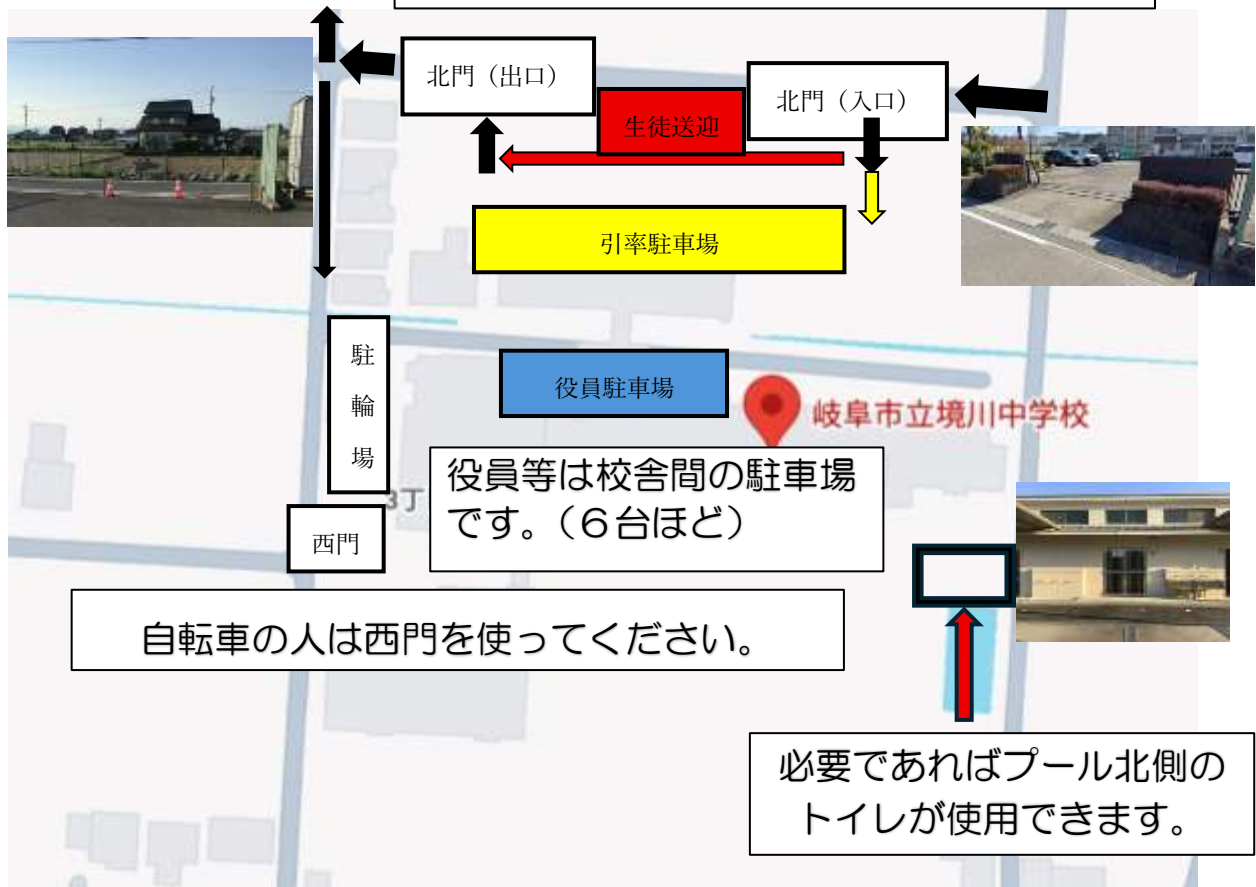 北門（出口）
北門（入口）
生徒送迎
引率駐車場
駐輪場
役員駐車場
岐阜市立境川中学校
役員等は校舎間の駐車場
です。（６台ほど）
3丁
西門
自転車の人は西門を使ってください。
必要であればプール北側の
トイレが使用できます。